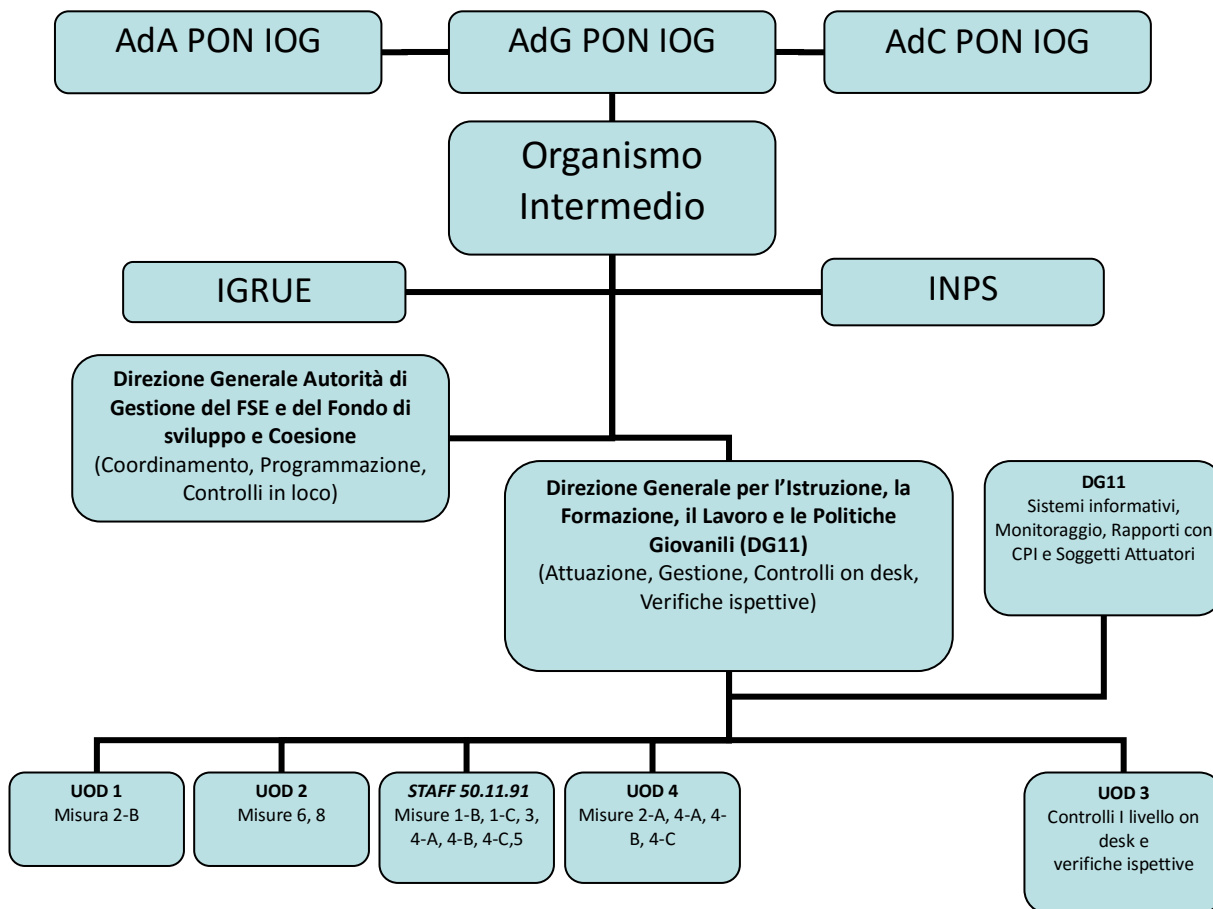 AdA PON IOG
AdG PON IOG
AdC PON IOG
Organismo
Intermedio
IGRUE
INPS
Direzione Generale Autorità di
Gestione del FSE e del Fondo di
sviluppo e Coesione
(Coordinamento, Programmazione,
Controlli in loco)
Direzione Generale per l’Istruzione, la
Formazione, il Lavoro e le Politiche
Giovanili (DG11)
(Attuazione, Gestione, Controlli on desk,
Verifiche ispettive)
DG11
Sistemi informativi,
Monitoraggio, Rapporti con
CPI e Soggetti Attuatori
UOD 1
Misura 2-B
UOD 2
Misure 6, 8
STAFF 50.11.91
Misure 1-B, 1-C, 3,
4-A, 4-B, 4-C,5
UOD 4
Misure 2-A, 4-A, 4-
B, 4-C
UOD 3
Controlli I livello on
desk e
verifiche ispettive